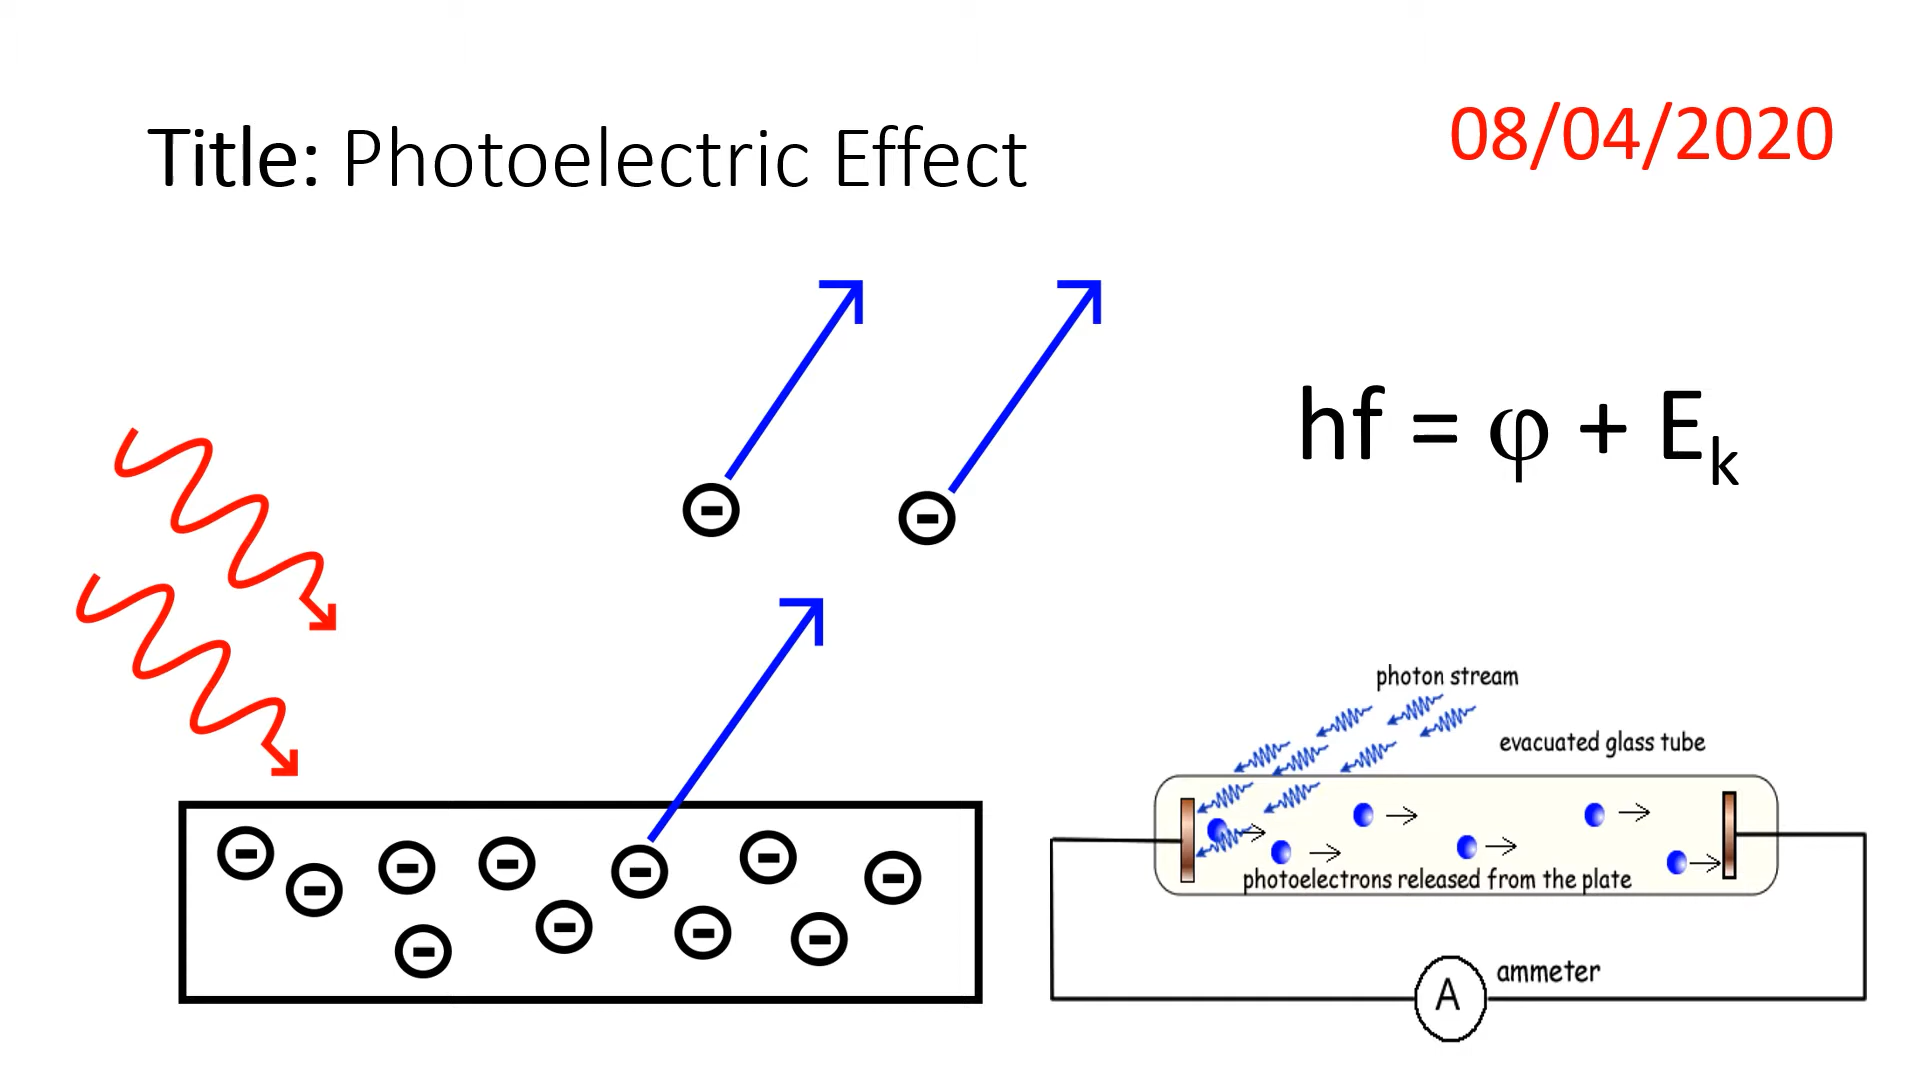 Title: Photoelectric Effect
08/04/2020
hf = φ + Eₖ
photon stream
evacuated glass tube
photoelectrons released from the plate
ammeter
A